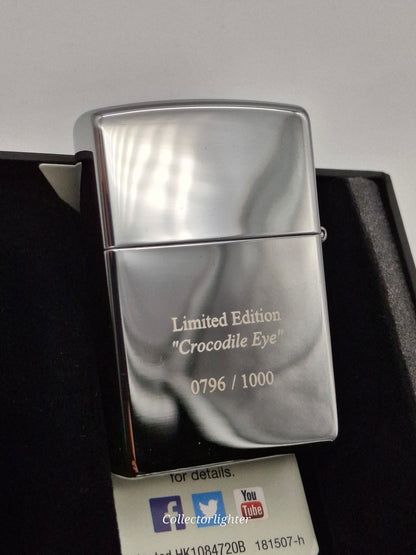 Limited Edition
"Crocodile Eye"
0796 / 1000
for details.
f
You
Tube
Collectorlighter
HK1084720B 181507-h